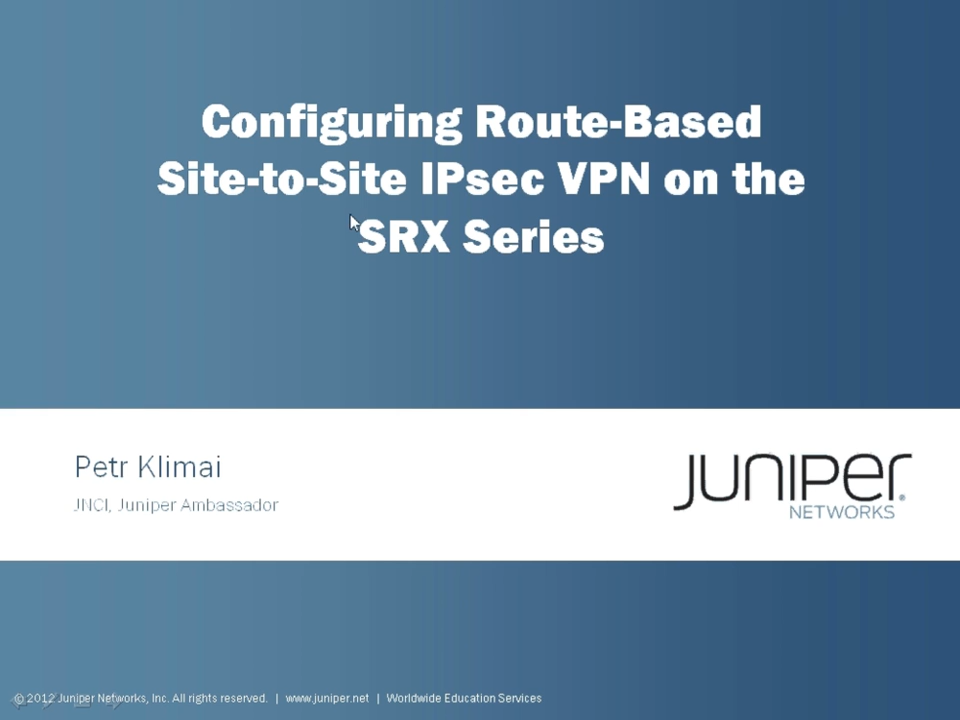 Configuring Route-Based
Site-to-Site IPsec VPN on the
SRX Series
Petr Klimai
JNCI, Juniper Ambassador
JUNIPER
NETWORKS
© 2012 Juniper Networks, Inc. All rights reserved. | www.juniper.net | Worldwide Education Services